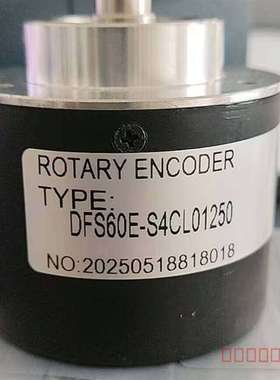 ROTARY ENCODER
TYPE:
DFS60E-S4CL01250
NO:20250518818018